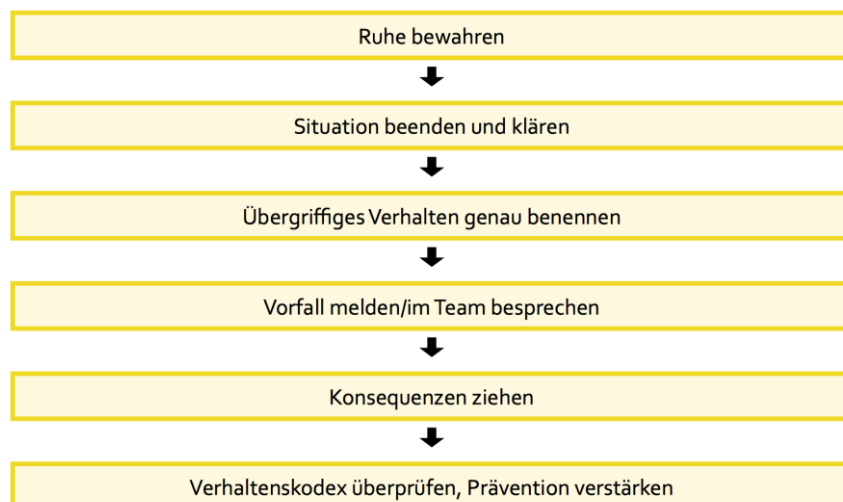 Ruhe bewahren
Situation beenden und klären
Übergriffiges Verhalten genau benennen
Vorfall melden/im Team besprechen
Konsequenzen ziehen
Verhaltenskodex überprüfen, Prävention verstärken